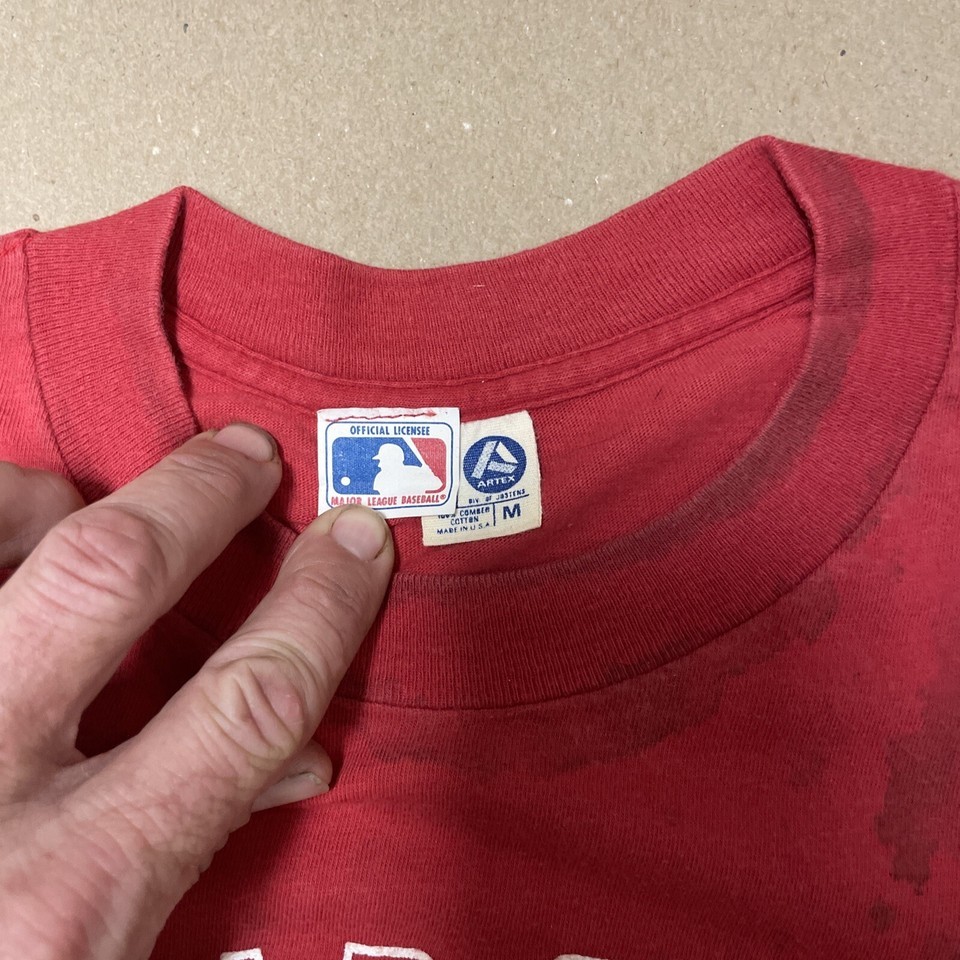 OFFICIAL LICENSEE
MAJOR LEAGUE BASEBALL®
ARTEX
DIV. OF JOSTENS
100% COMBED
COTTON
MADE IN U.S.A.
M